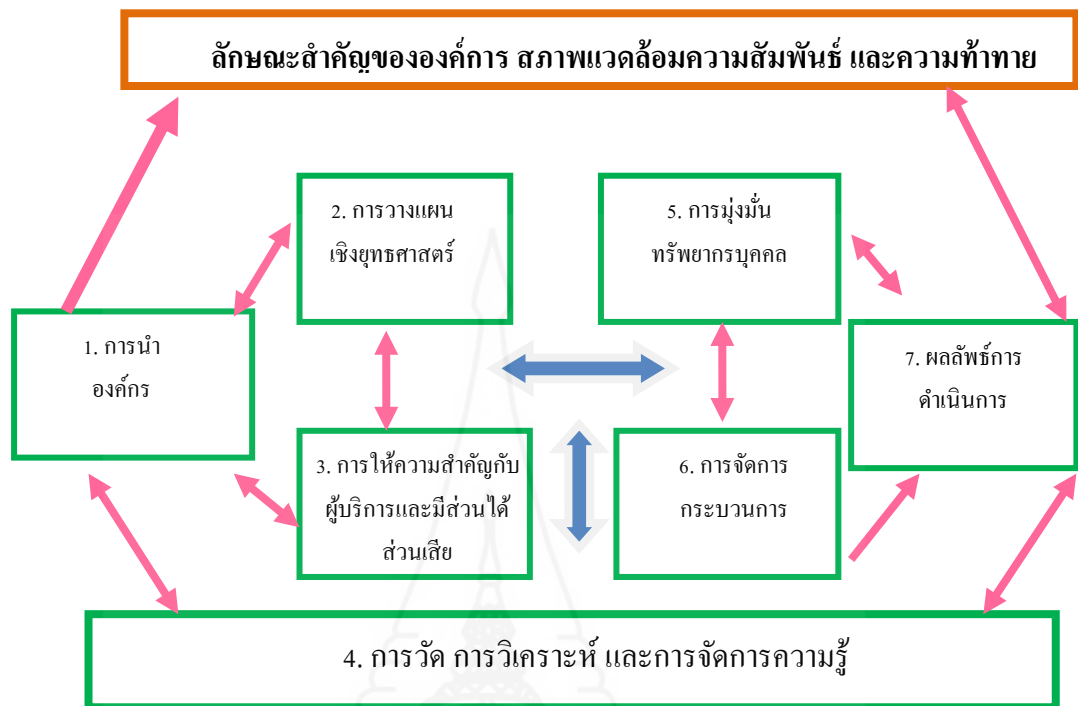 ลักษณะสำคัญขององค์การ สภาพแวดล้อมความสัมพันธ์ และความท้าทาย
2. การวางแผน
เชิงยุทธศาสตร์
5. การมุ่งมั่น
ทรัพยากรบุคคล
1. การนำ
องค์กร
7. ผลลัพธ์การ
ดำเนินการ
3. การให้ความสำคัญกับ
ผู้บริการและมีส่วนได้
ส่วนเสีย
6. การจัดการ
กระบวนการ
4. การวัด การวิเคราะห์ และการจัดการความรู้